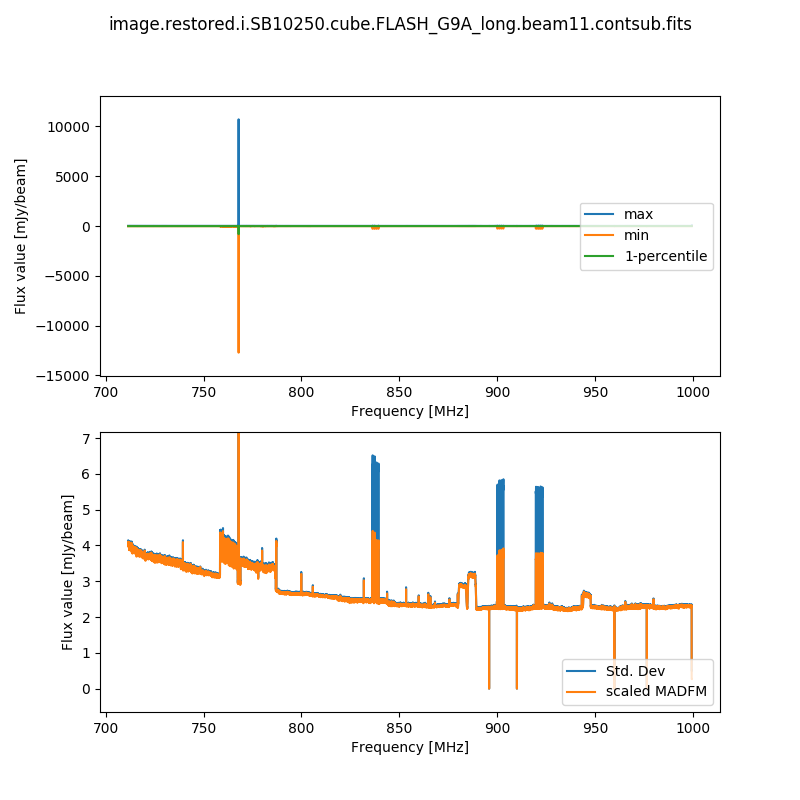 image.restored.i.SB10250.cube.FLASH_G9A_long.beam11.contsub.fits
Flux value [mJy/beam]
10000
5000
0
−5000
−10000
−15000
max
min
1-percentile
700 750 800 850 900 950 1000
Frequency [MHz]
Flux value [mJy/beam]
7
6
5
4
3
2
1
0
Std. Dev
scaled MADFM
700 750 800 850 900 950 1000
Frequency [MHz]